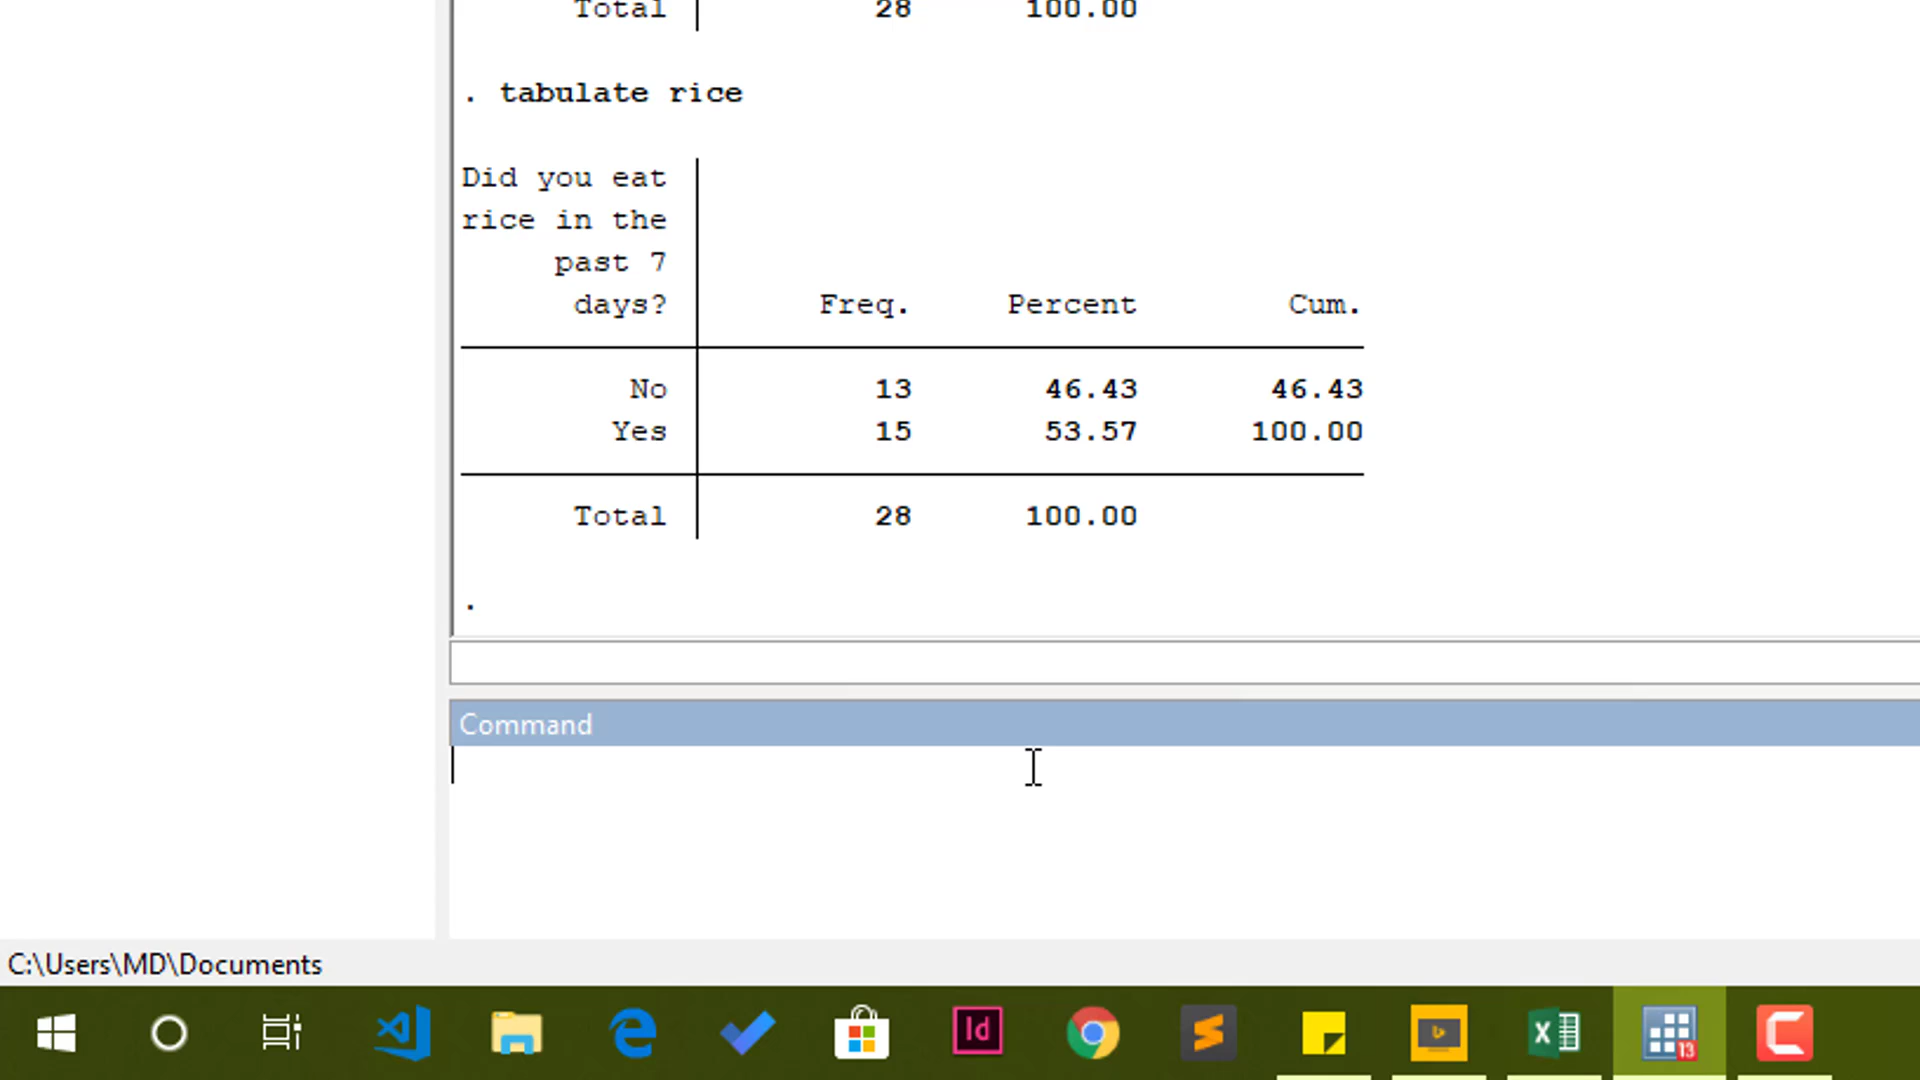 Total 28 100.00
. tabulate rice
Did you eat
rice in the
past 7
days? Freq. Percent Cum.
No 13 46.43 46.43
Yes 15 53.57 100.00
Total 28 100.00
.
Command
C:\Users\MD\Documents
Id
13